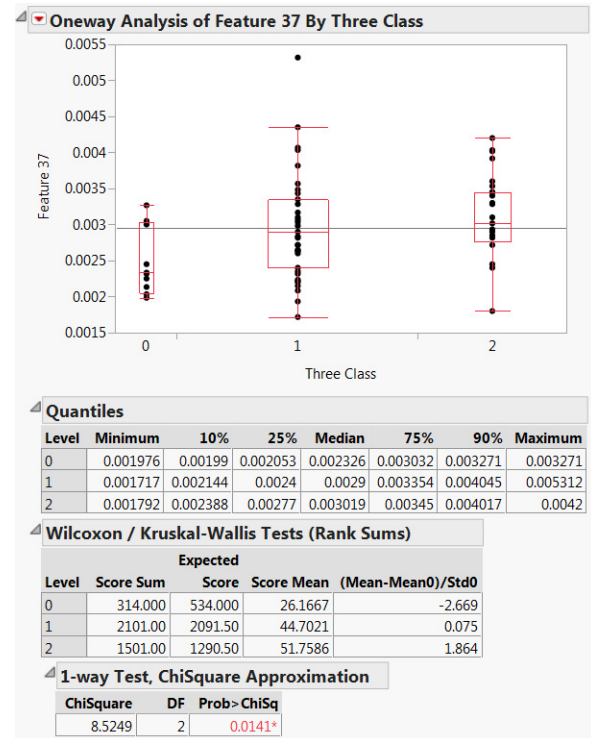 Oneway Analysis of Feature 37 By Three Class
0.0055
0.005
0.0045
0.004
0.0035
0.003
0.0025
0.002
0.0015
Feature 37
0 1 2
Three Class
Quantiles
Level Minimum 10% 25% Median 75% 90% Maximum
0 0.001976 0.00199 0.002053 0.002326 0.003032 0.003271 0.003271
1 0.001717 0.002144 0.0024 0.0029 0.003354 0.004045 0.005312
2 0.001792 0.002388 0.00277 0.003019 0.00345 0.004017 0.0042
Wilcoxon / Kruskal-Wallis Tests (Rank Sums)
Expected
Level Score Sum Score Score Mean (Mean-Mean0)/Std0
0 314.000 534.000 26.1667 -2.669
1 2101.00 2091.50 44.7021 0.075
2 1501.00 1290.50 51.7586 1.864
1-way Test, ChiSquare Approximation
ChiSquare DF Prob>ChiSq
8.5249 2 0.0141*